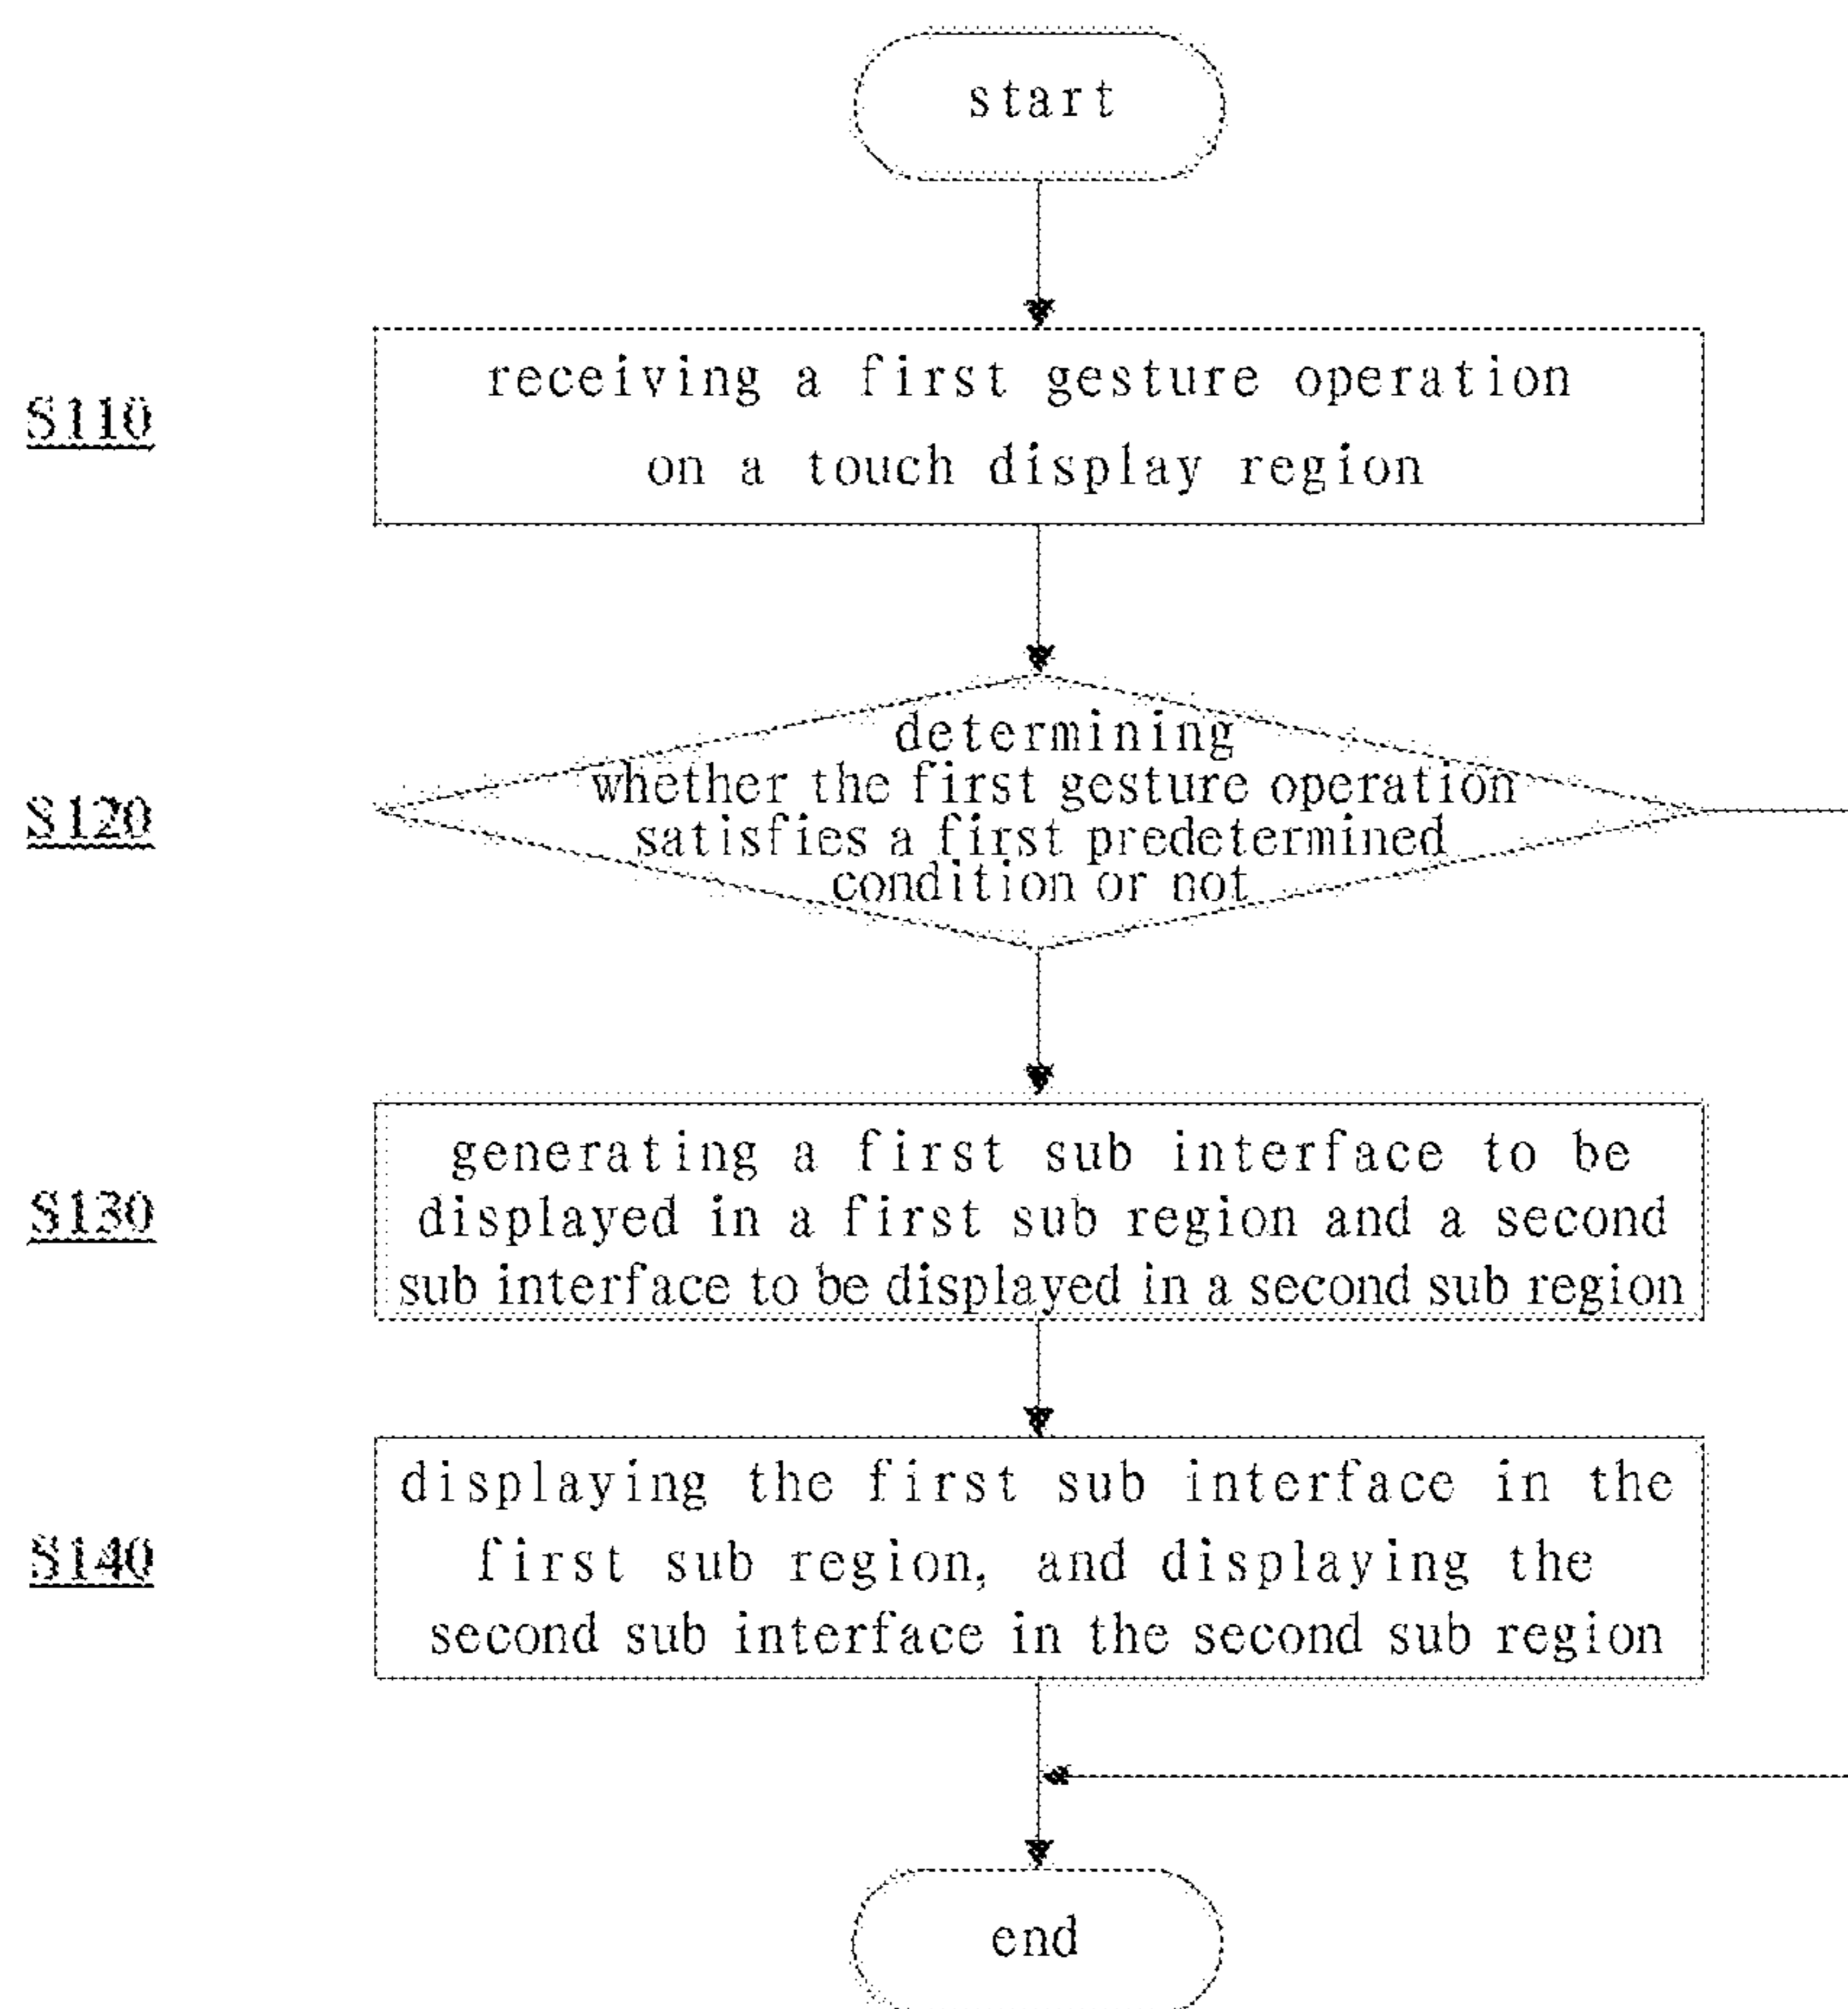 start
S110
receiving a first gesture operation
on a touch display region
S120
determining
whether the first gesture operation
satisfies a first predetermined
condition or not
S130
generating a first sub interface to be
displayed in a first sub region and a second
sub interface to be displayed in a second sub region
S140
displaying the first sub interface in the
first sub region, and displaying the
second sub interface in the second sub region
end